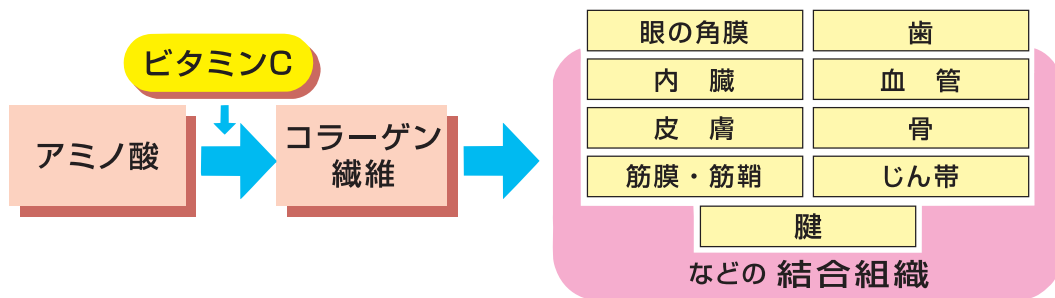 ビタミンC
アミノ酸
コラーゲン
繊維
眼の角膜
歯
内　臓
血　管
皮　膚
骨
筋膜・筋鞘
じん帯
腱
などの 結合組織